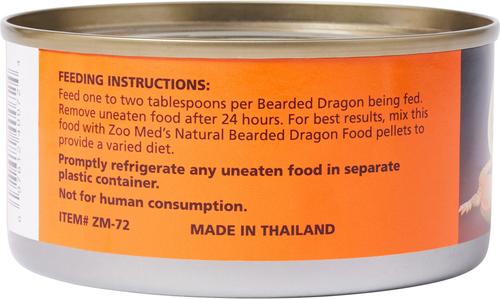 FEEDING INSTRUCTIONS:
Feed one to two tablespoons per Bearded Dragon being fed.
Remove uneaten food after 24 hours. For best results, mix this
food with Zoo Med's Natural Bearded Dragon Food pellets to
provide a varied diet.
Promptly refrigerate any uneaten food in separate
plastic container.
Not for human consumption.
ITEM# ZM-72 MADE IN THAILAND